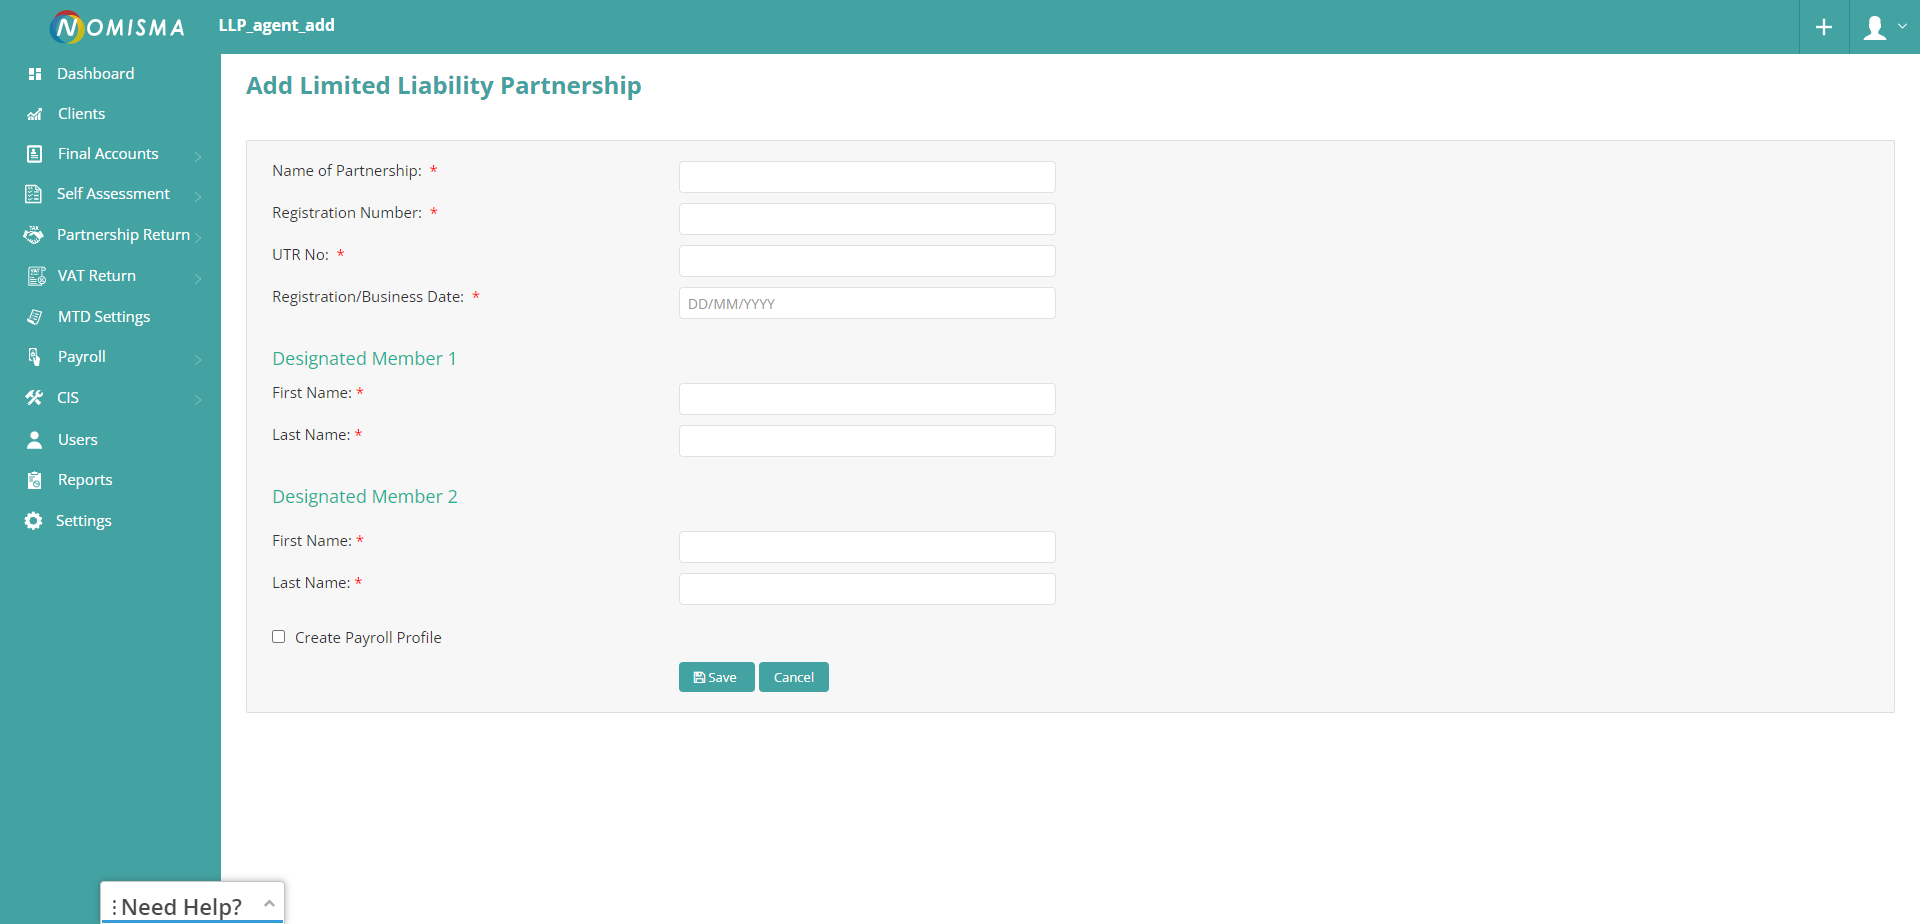 NOMISMA
LLP_agent_add
Dashboard
Clients
Final Accounts
Self Assessment
Partnership Return
VAT Return
MTD Settings
Payroll
CIS
Users
Reports
Settings
Add Limited Liability Partnership
Name of Partnership: *
Registration Number: *
UTR No: *
Registration/Business Date: *
DD/MM/YYYY
Designated Member 1
First Name: *
Last Name: *
Designated Member 2
First Name: *
Last Name: *
Create Payroll Profile
Save
Cancel
Need Help?